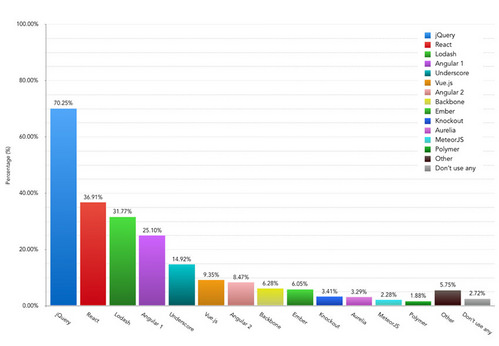 100.00%
80.00%
60.00%
40.00%
20.00%
0.00%
Percentage (%)
70.25%
36.91%
31.77%
25.10%
14.92%
9.35%
8.47%
6.28%
6.05%
3.41%
3.29%
2.28%
1.88%
5.75%
2.72%
jQuery
React
Lodash
Angular 1
Underscore
Vue.js
Angular 2
Backbone
Ember
Knockout
Aurelia
MeteorJS
Polymer
Other
Don't use any
jQuery
React
Lodash
Angular 1
Underscore
Vue.js
Angular 2
Backbone
Ember
Knockout
Aurelia
MeteorJS
Polymer
Other
Don't use any